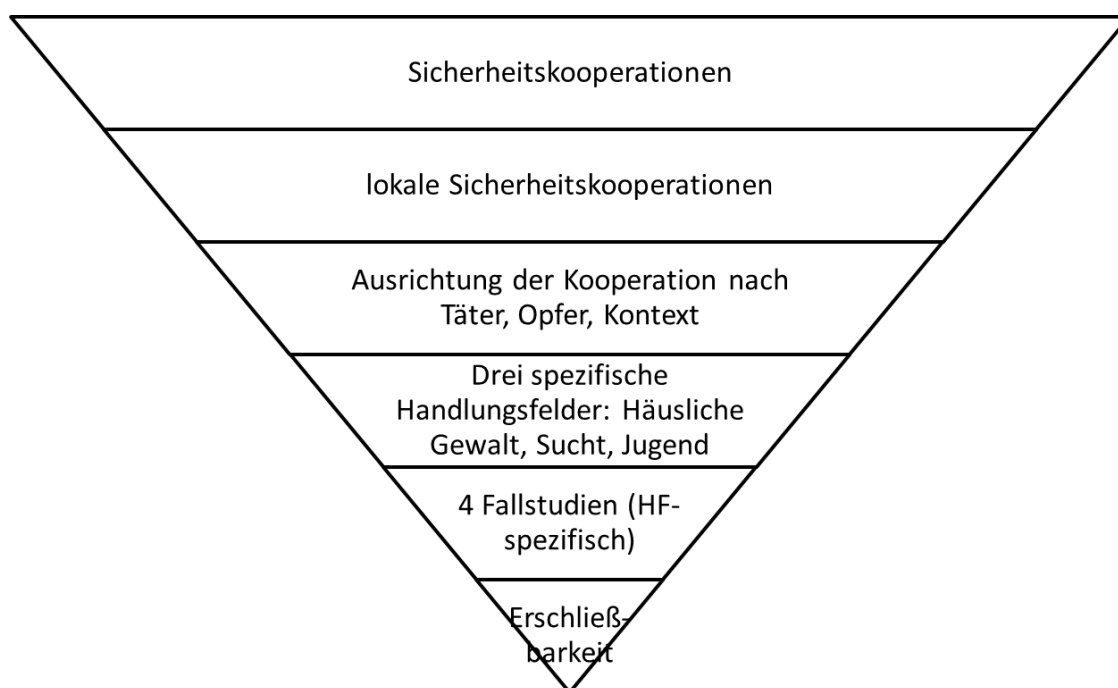 Sicherheitskooperationen
lokale Sicherheitskooperationen
Ausrichtung der Kooperation nach
Täter, Opfer, Kontext
Drei spezifische
Handlungsfelder: Häusliche
Gewalt, Sucht, Jugend
4 Fallstudien (HF-
spezifisch)
Erschließ-
barkeit